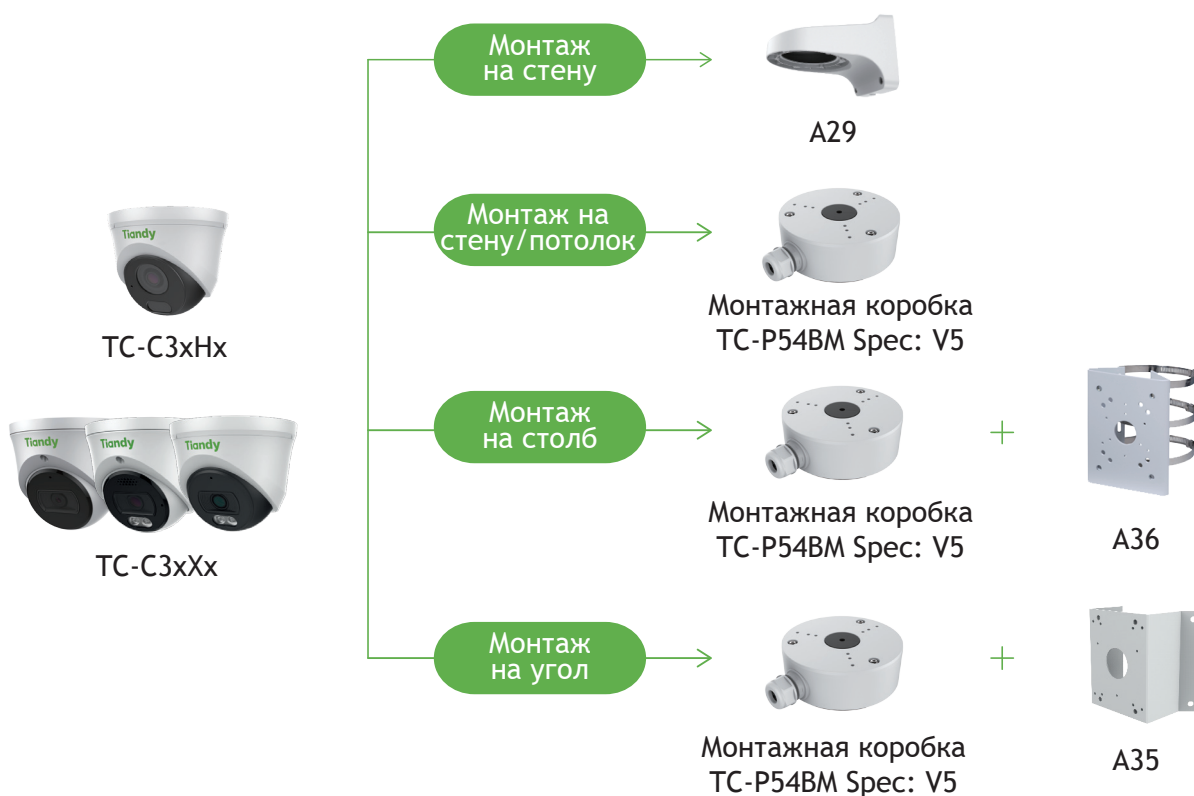 Монтаж
на стену
A29
Tiandy
TC-C3xHx
Монтаж на
стену/потолок
Монтажная коробка
TC-P54BM Spec: V5
Tiandy
Tiandy
Tiandy
TC-C3xXx
Монтаж
на столб
+
Монтажная коробка
TC-P54BM Spec: V5
A36
Монтаж
на угол
+
Монтажная коробка
TC-P54BM Spec: V5
A35